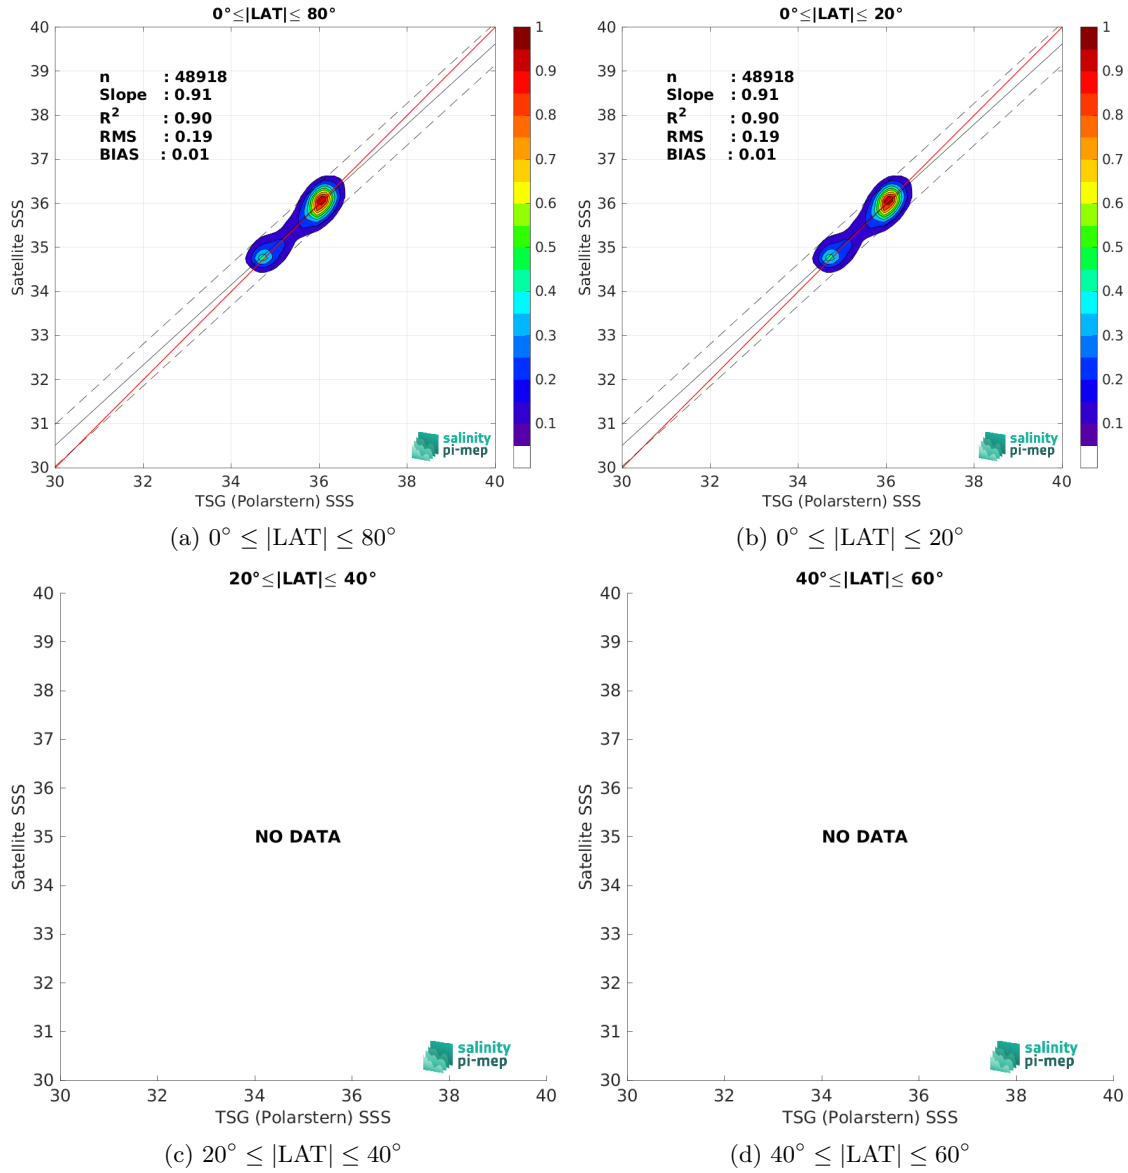 0°≤|LAT|≤ 80°
40
39
38
37
36
35
34
33
32
31
30
Satellite SSS
n : 48918
Slope : 0.91
R² : 0.90
RMS : 0.19
BIAS : 0.01
salinity
pi-mep
30 32 34 36 38 40
TSG (Polarstern) SSS
1
0.9
0.8
0.7
0.6
0.5
0.4
0.3
0.2
0.1
(a) 0° ≤ |LAT| ≤ 80°
0°≤|LAT|≤ 20°
40
39
38
37
36
35
34
33
32
31
30
Satellite SSS
n : 48918
Slope : 0.91
R² : 0.90
RMS : 0.19
BIAS : 0.01
salinity
pi-mep
30 32 34 36 38 40
TSG (Polarstern) SSS
1
0.9
0.8
0.7
0.6
0.5
0.4
0.3
0.2
0.1
(b) 0° ≤ |LAT| ≤ 20°
20°≤|LAT|≤ 40°
40
39
38
37
36
35
34
33
32
31
30
Satellite SSS
NO DATA
salinity
pi-mep
30 32 34 36 38 40
TSG (Polarstern) SSS
(c) 20° ≤ |LAT| ≤ 40°
40°≤|LAT|≤ 60°
40
39
38
37
36
35
34
33
32
31
30
Satellite SSS
NO DATA
salinity
pi-mep
30 32 34 36 38 40
TSG (Polarstern) SSS
(d) 40° ≤ |LAT| ≤ 60°